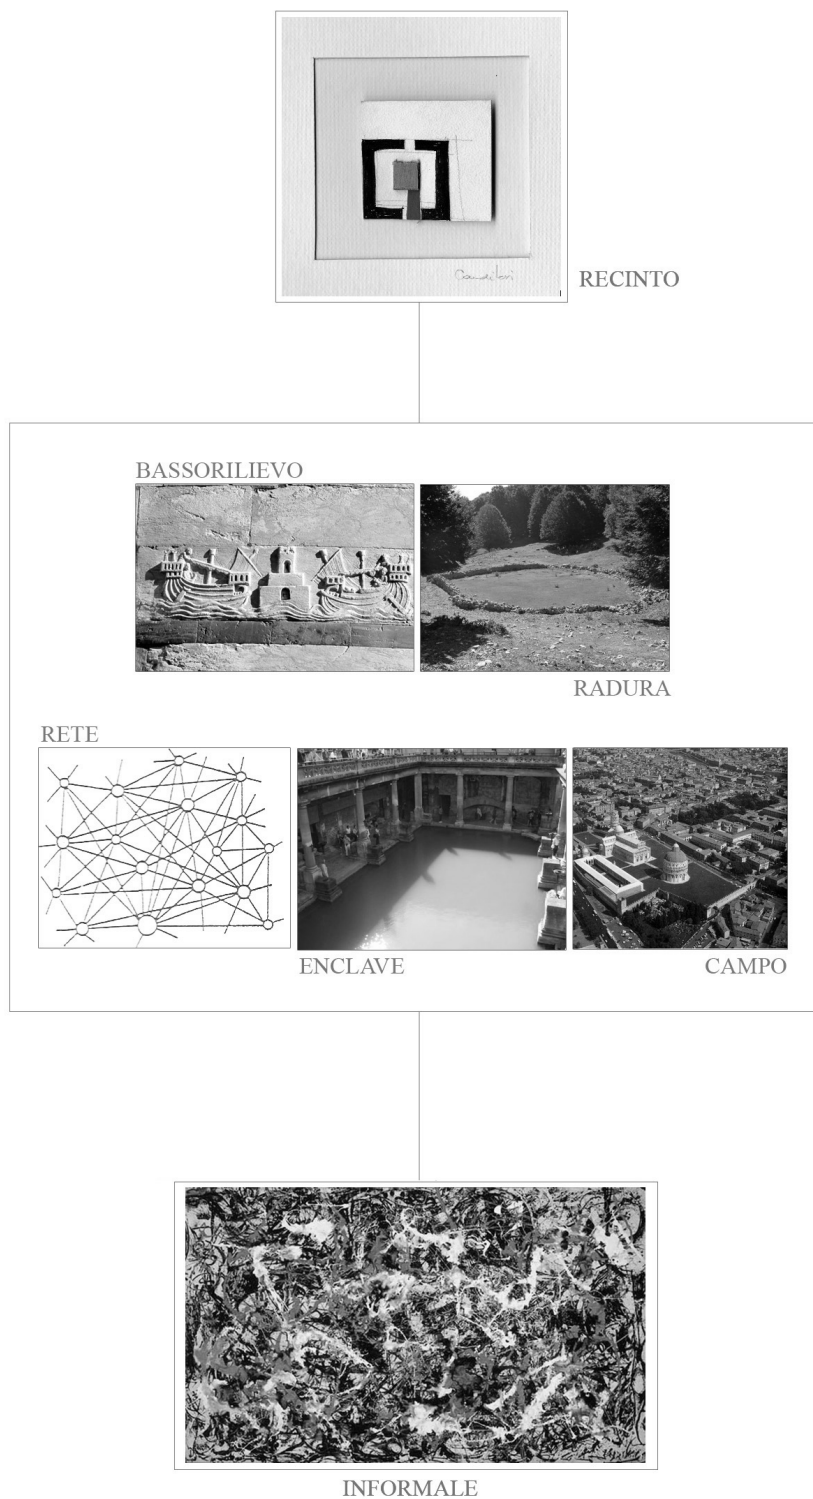 RECINTO
BASSORILIEVO
RADURA
RETE
ENCLAVE
CAMPO
INFORMALE